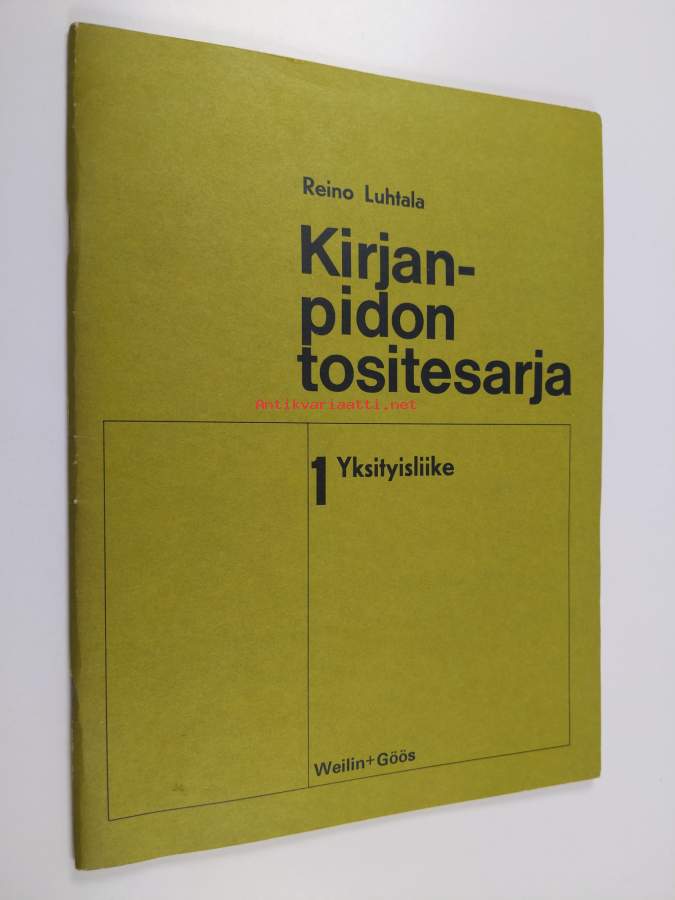 Reino Luhtala
Kirjan-
pidon
tositesarja
Antikvariaatti.net
1 Yksityisliike
Weilin+Göös